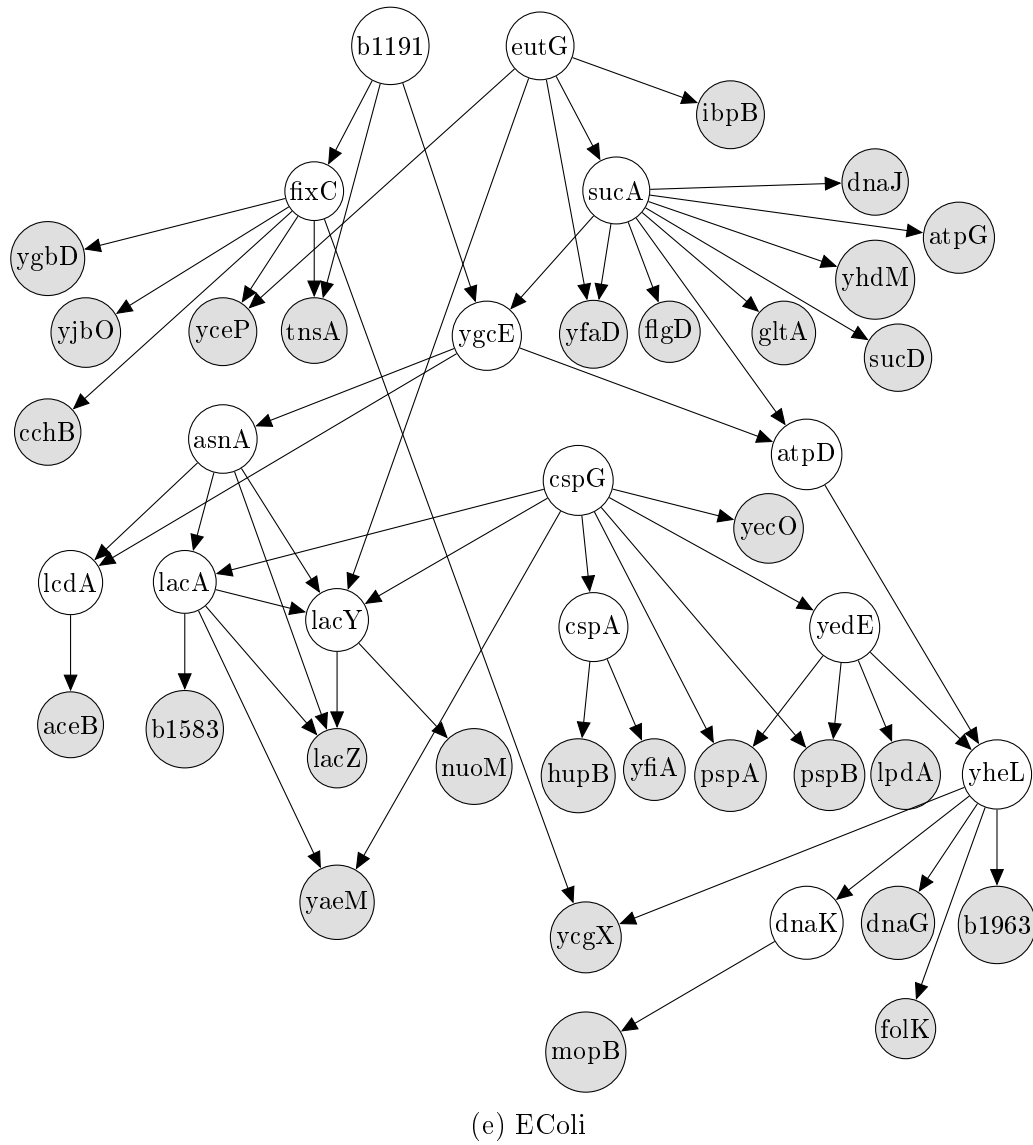 b1191
eutG
ibpB
fixC
sucA
dnaJ
atpG
ygbD
yhdM
yjbO
yceP
tnsA
ygcE
yfaD
flgD
gltA
sucD
cchB
asnA
atpD
cspG
yecO
lcdA
lacA
lacY
cspA
yedE
aceB
b1583
lacZ
nuoM
hupB
yfiA
pspA
pspB
lpdA
yheL
yaeM
ycgX
dnaK
dnaG
b1963
folK
mopB
(e) EColi